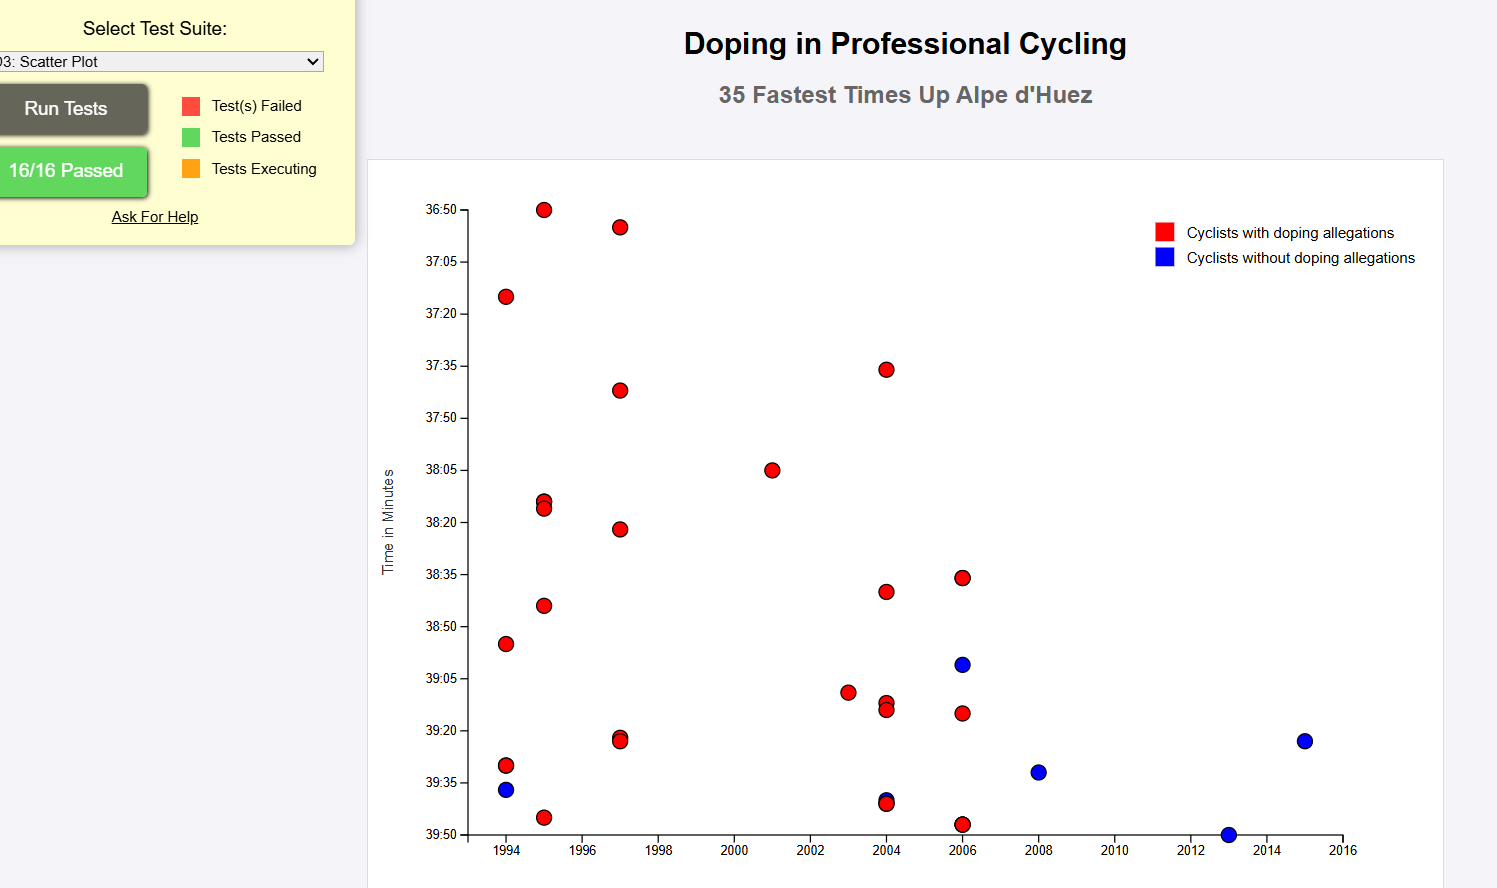 Select Test Suite:
D3: Scatter Plot
Run Tests
Test(s) Failed
Tests Passed
16/16 Passed
Tests Executing
Ask For Help
Doping in Professional Cycling
35 Fastest Times Up Alpe d'Huez
Cyclists with doping allegations
Cyclists without doping allegations
Time in Minutes
36:50
37:05
37:20
37:35
37:50
38:05
38:20
38:35
38:50
39:05
39:20
39:35
39:50
1994 1996 1998 2000 2002 2004 2006 2008 2010 2012 2014 2016